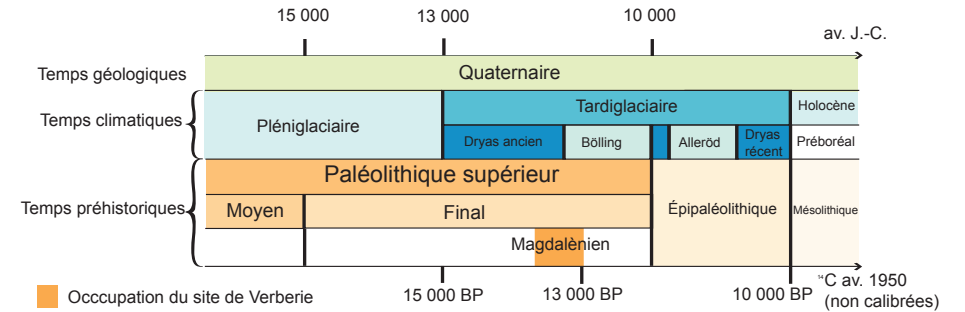 15 000
13 000
10 000
av. J.-C.
Temps géologiques
Quaternaire
Temps climatiques
Pléniglaciaire
Tardiglaciaire
Holocène
Dryas ancien
Bölling
Alleröd
Dryas
récent
Préboréal
Temps préhistoriques
Paléolithique supérieur
Moyen
Final
Épipaléolithique
Mésolithique
Magdalènien
Occcupation du site de Verberie
15 000 BP
13 000 BP
10 000 BP
¹⁴C av. 1950
(non calibrées)